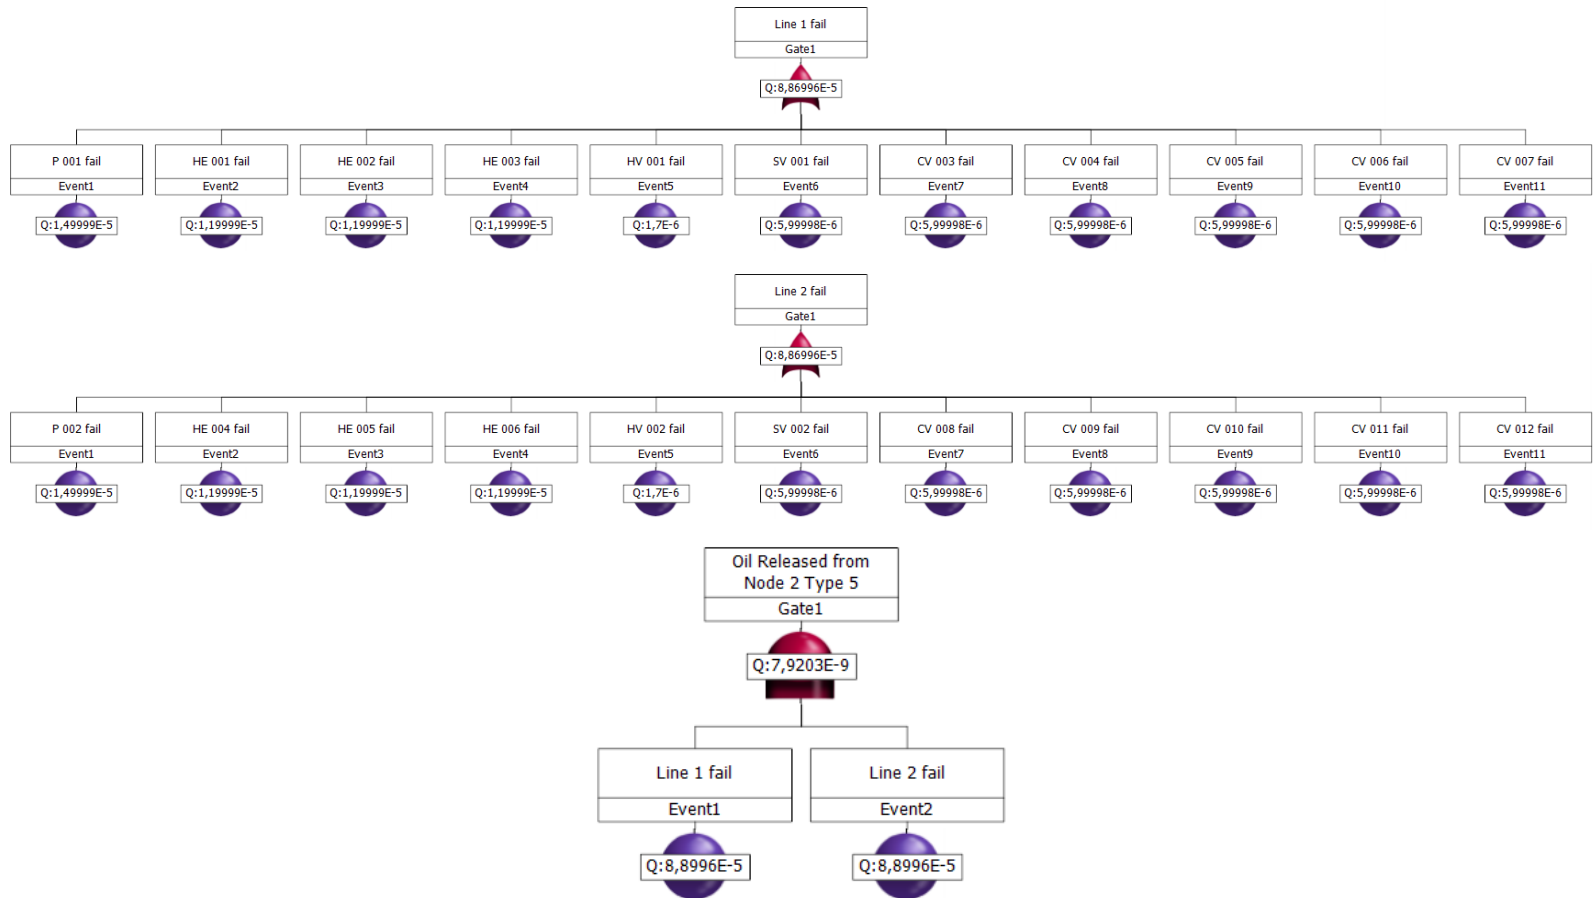 Line 1 fail
Gate1
Q:8,86996E-5
P 001 fail HE 001 fail HE 002 fail HE 003 fail HV 001 fail SV 001 fail CV 003 fail CV 004 fail CV 005 fail CV 006 fail CV 007 fail
Event1 Event2 Event3 Event4 Event5 Event6 Event7 Event8 Event9 Event10 Event11
Q:1,49999E-5 Q:1,19999E-5 Q:1,19999E-5 Q:1,19999E-5 Q:1,7E-6 Q:5,99998E-6 Q:5,99998E-6 Q:5,99998E-6 Q:5,99998E-6 Q:5,99998E-6 Q:5,99998E-6
Line 2 fail
Gate1
Q:8,86996E-5
P 002 fail HE 004 fail HE 005 fail HE 006 fail HV 002 fail SV 002 fail CV 008 fail CV 009 fail CV 010 fail CV 011 fail CV 012 fail
Event1 Event2 Event3 Event4 Event5 Event6 Event7 Event8 Event9 Event10 Event11
Q:1,49999E-5 Q:1,19999E-5 Q:1,19999E-5 Q:1,19999E-5 Q:1,7E-6 Q:5,99998E-6 Q:5,99998E-6 Q:5,99998E-6 Q:5,99998E-6 Q:5,99998E-6 Q:5,99998E-6
Oil Released from
Node 2 Type 5
Gate1
Q:7,9203E-9
Line 1 fail Line 2 fail
Event1 Event2
Q:8,8996E-5 Q:8,8996E-5